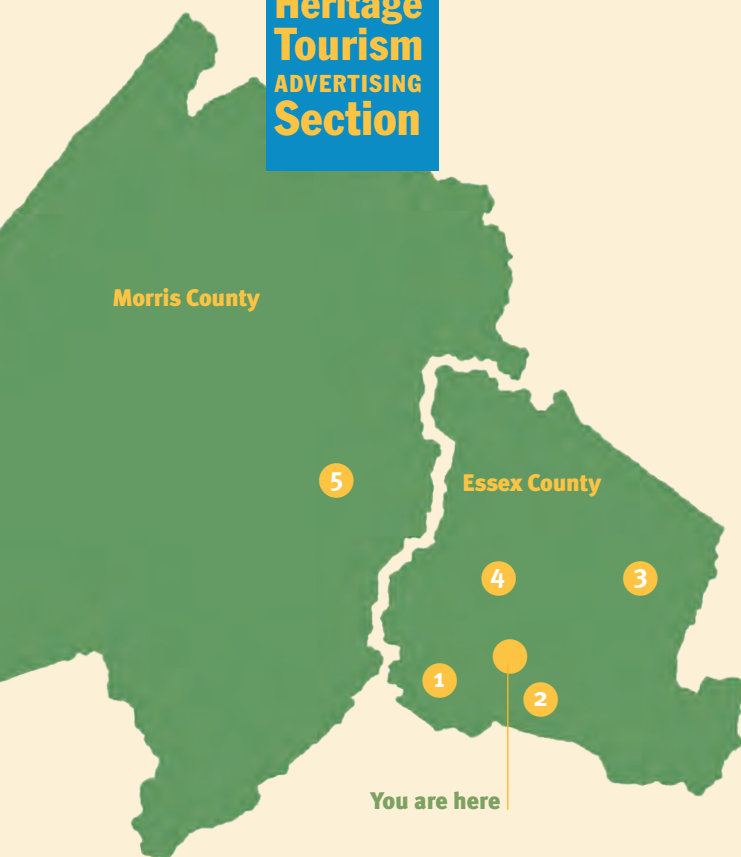 Heritage
Tourism
ADVERTISING
Section
Morris County
5
Essex County
4
3
1
2
You are here